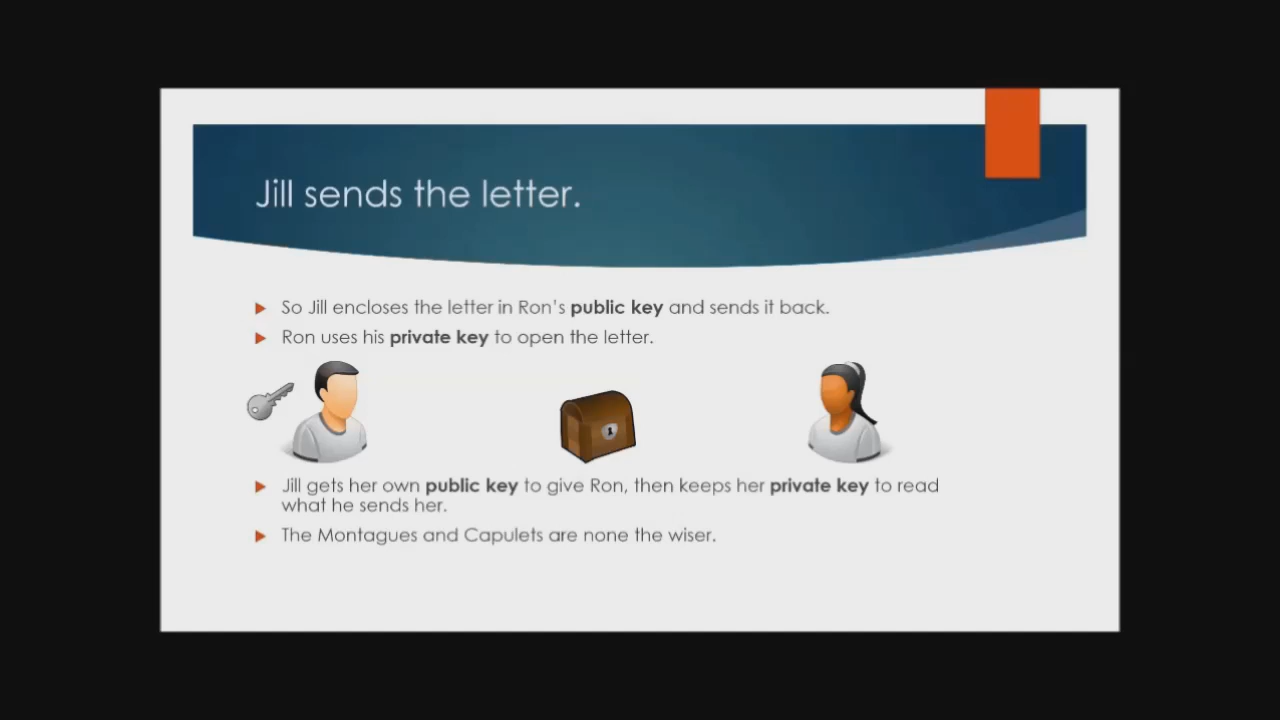 Jill sends the letter.
So Jill encloses the letter in Ron's public key and sends it back.
Ron uses his private key to open the letter.
Jill gets her own public key to give Ron, then keeps her private key to read
what he sends her.
The Montagues and Capulets are none the wiser.